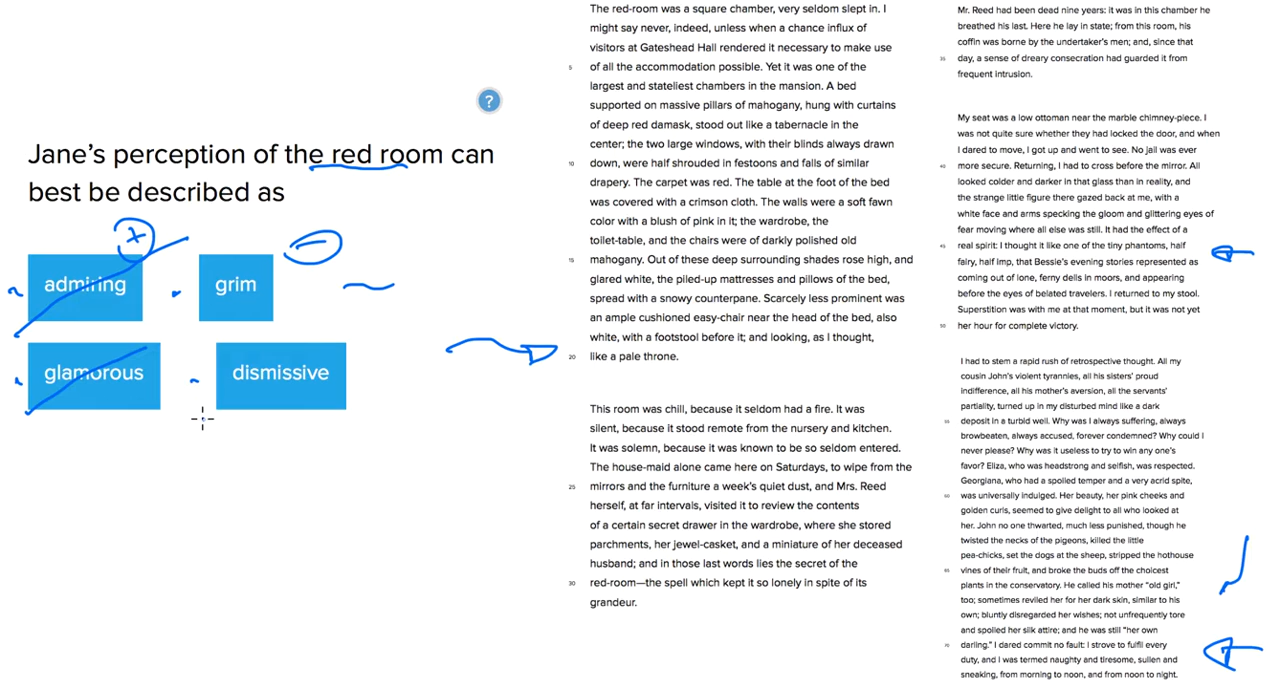 ?
Jane's perception of the red room can
best be described as
+
admiring
grim
glamorous
dismissive
The red-room was a square chamber, very seldom slept in. I
might say never, indeed, unless when a chance influx of
visitors at Gateshead Hall rendered it necessary to make use
5 of all the accommodation possible. Yet it was one of the
largest and stateliest chambers in the mansion. A bed
supported on massive pillars of mahogany, hung with curtains
of deep red damask, stood out like a tabernacle in the
center; the two large windows, with their blinds always drawn
10 down, were half shrouded in festoons and falls of similar
drapery. The carpet was red. The table at the foot of the bed
was covered with a crimson cloth. The walls were a soft fawn
color with a blush of pink in it; the wardrobe, the
toilet-table, and the chairs were of darkly polished old
15 mahogany. Out of these deep surrounding shades rose high, and
glared white, the piled-up mattresses and pillows of the bed,
spread with a snowy counterpane. Scarcely less prominent was
an ample cushioned easy-chair near the head of the bed, also
white, with a footstool before it; and looking, as I thought,
20 like a pale throne.
This room was chill, because it seldom had a fire. It was
silent, because it stood remote from the nursery and kitchen.
It was solemn, because it was known to be so seldom entered.
The house-maid alone came here on Saturdays, to wipe from the
25 mirrors and the furniture a week's quiet dust, and Mrs. Reed
herself, at far intervals, visited it to review the contents
of a certain secret drawer in the wardrobe, where she stored
parchments, her jewel-casket, and a miniature of her deceased
husband; and in those last words lies the secret of the
30 red-room—the spell which kept it so lonely in spite of its
grandeur.
Mr. Reed had been dead nine years: it was in this chamber he
breathed his last. Here he lay in state; from this room, his
coffin was borne by the undertaker's men; and, since that
35 day, a sense of dreary consecration had guarded it from
frequent intrusion.
My seat was a low ottoman near the marble chimney-piece. I
was not quite sure whether they had locked the door, and when
I dared to move, I got up and went to see. No jail was ever
40 more secure. Returning, I had to cross before the mirror. All
looked colder and darker in that glass than in reality, and
the strange little figure there gazed back at me, with a
white face and arms specking the gloom and glittering eyes of
fear moving where all else was still. It had the effect of a
45 real spirit: I thought it like one of the tiny phantoms, half
fairy, half imp, that Bessie's evening stories represented as
coming out of lone, ferny dells in moors, and appearing
before the eyes of belated travelers. I returned to my stool.
Superstition was with me at that moment, but it was not yet
50 her hour for complete victory.
I had to stem a rapid rush of retrospective thought. All my
cousin John's violent tyrannies, all his sisters' proud
indifference, all his mother's aversion, all the servants'
partiality, turned up in my disturbed mind like a dark
55 deposit in a turbid well. Why was I always suffering, always
browbeaten, always accused, forever condemned? Why could I
never please? Why was it useless to try to win any one's
favor? Eliza, who was headstrong and selfish, was respected.
Georgiana, who had a spoiled temper and a very acrid spite,
60 was universally indulged. Her beauty, her pink cheeks and
golden curls, seemed to give delight to all who looked at
her. John no one thwarted, much less punished, though he
twisted the necks of the pigeons, killed the little
pea-chicks, set the dogs at the sheep, stripped the hothouse
65 vines of their fruit, and broke the buds off the choicest
plants in the conservatory. He called his mother "old girl,"
too; sometimes reviled her for her dark skin, similar to his
own; bluntly disregarded her wishes; not unfrequently tore
and spoiled her silk attire; and he was still "her own
70 darling." I dared commit no fault: I strove to fulfil every
duty, and I was termed naughty and tiresome, sullen and
sneaking, from morning to noon, and from noon to night.